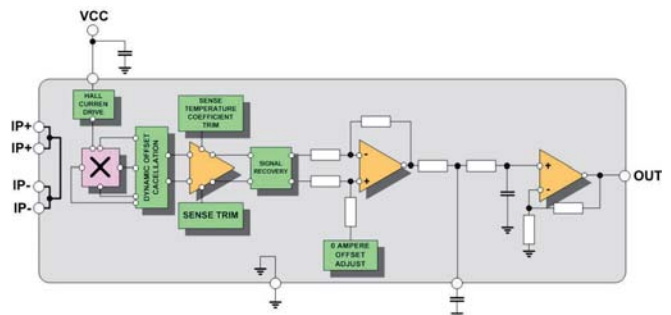 VCC
HALL
CURREN
DRIVE
SENSE
TEMPERATURE
COEFFICIENT
TRIM
IP+
IP+
IP-
IP-
DYNAMIC OFFSET
CACELLATION
SIGNAL
RECOVERY
SENSE TRIM
0 AMPERE
OFFSET
ADJUST
-
+
+
-
OUT